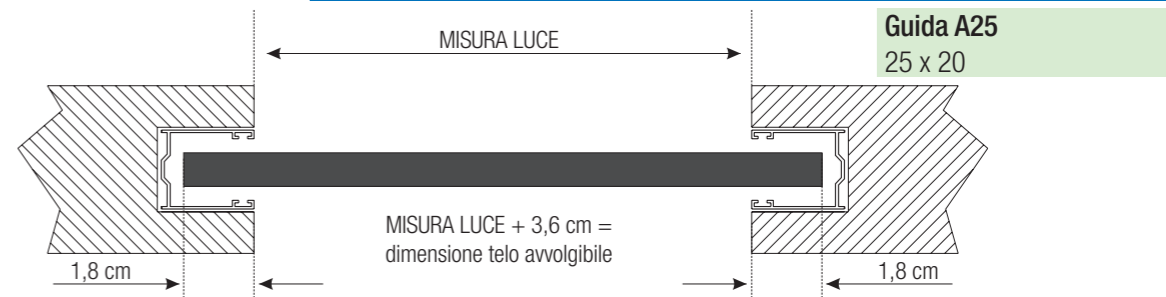 Guida A25
25 x 20
MISURA LUCE
MISURA LUCE + 3,6 cm =
dimensione telo avvolgibile
1,8 cm
1,8 cm